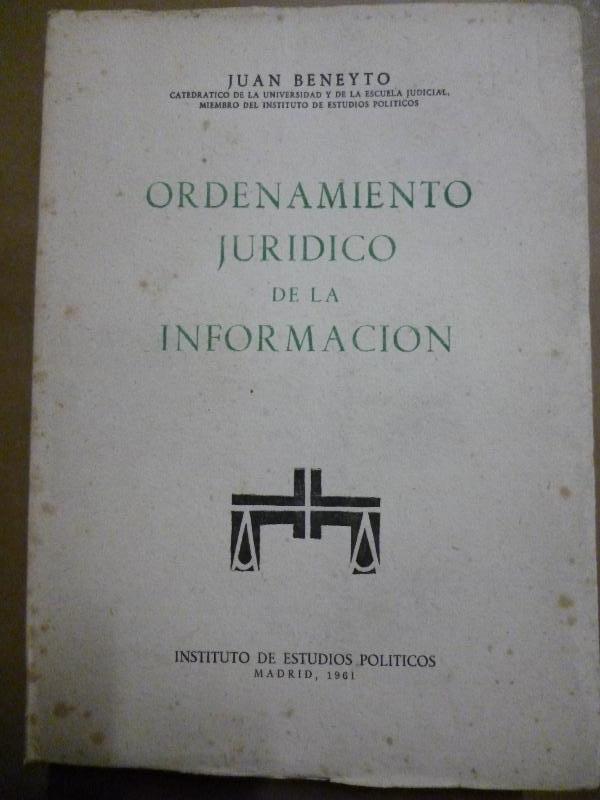 JUAN BENEYTO
CATEDRATICO DE LA UNIVERSIDAD Y DE LA ESCUELA JUDICIAL,
MIEMBRO DEL INSTITUTO DE ESTUDIOS POLITICOS
ORDENAMIENTO
JURIDICO
DE LA
INFORMACION
INSTITUTO DE ESTUDIOS POLITICOS
MADRID, 1961